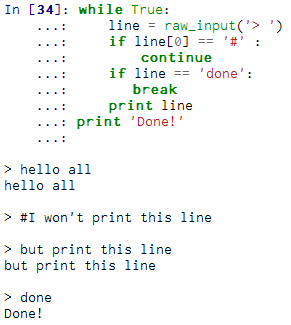 In [34]: while True:
    ...:     line = raw_input('> ')
    ...:     if line[0] == '#' :
    ...:         continue
    ...:     if line == 'done':
    ...:        break
    ...:     print line
    ...: print 'Done!'
    ...:
> hello all
hello all
> #I won't print this line
> but print this line
but print this line
> done
Done!